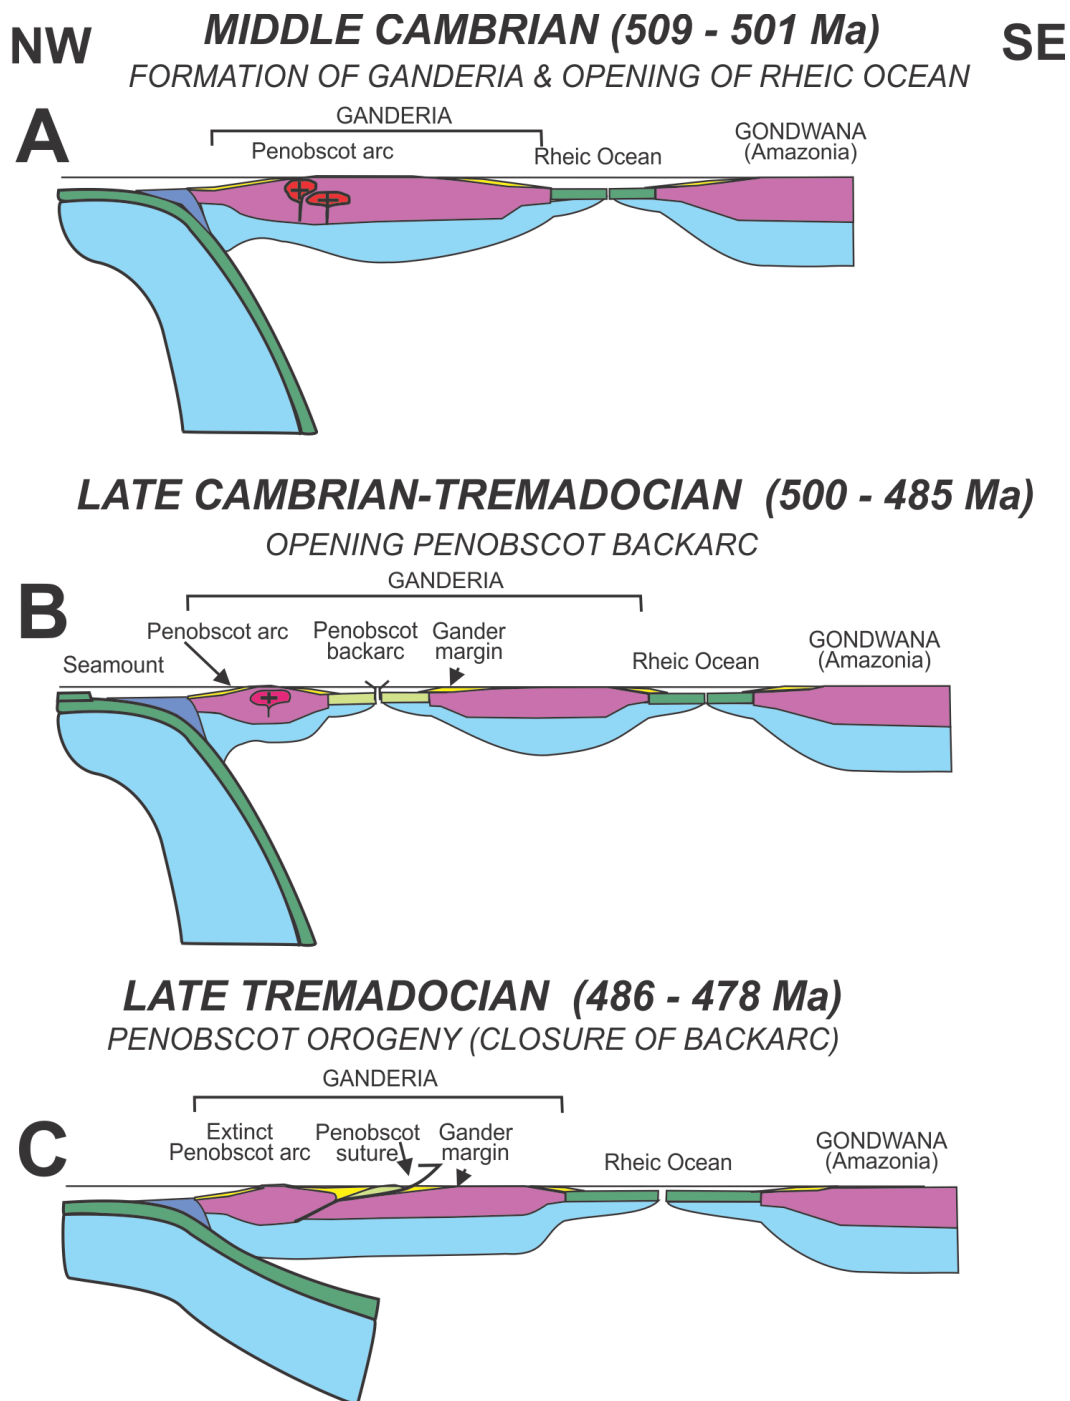 NW
MIDDLE CAMBRIAN (509 - 501 Ma)
SE
FORMATION OF GANDERIA & OPENING OF RHEIC OCEAN
A
GANDERIA
Penobscot arc
Rheic Ocean
GONDWANA
(Amazonia)
LATE CAMBRIAN-TREMADOCIAN (500 - 485 Ma)
OPENING PENOBSCOT BACKARC
B
GANDERIA
Seamount
Penobscot arc
Penobscot
backarc
Gander
margin
Rheic Ocean
GONDWANA
(Amazonia)
LATE TREMADOCIAN (486 - 478 Ma)
PENOBSCOT OROGENY (CLOSURE OF BACKARC)
C
GANDERIA
Extinct
Penobscot arc
Penobscot
suture
Gander
margin
Rheic Ocean
GONDWANA
(Amazonia)